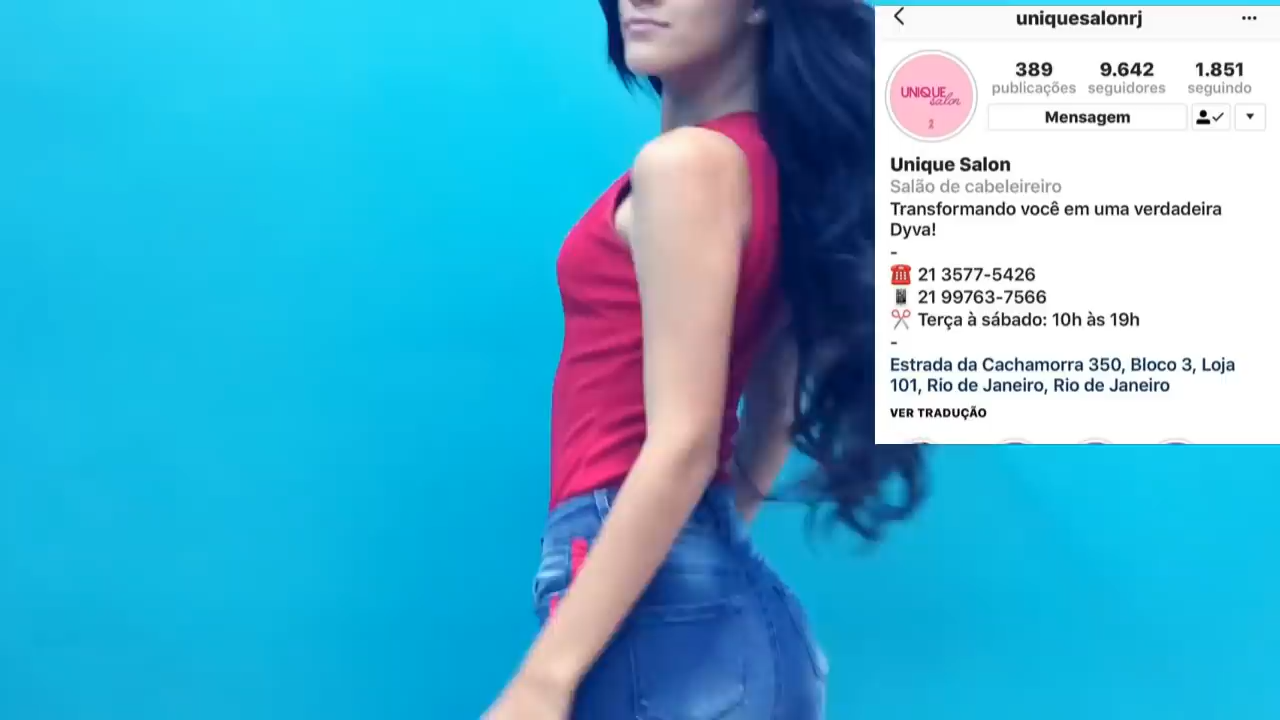 uniquesalonrj
389 9.642 1.851
publicações seguidores seguindo
UNIQUE
salon
Mensagem
Unique Salon
Salão de cabeleireiro
Transformando você em uma verdadeira
Dyva!
-
21 3577-5426
21 99763-7566
Terça à sábado: 10h às 19h
-
Estrada da Cachamorra 350, Bloco 3, Loja
101, Rio de Janeiro, Rio de Janeiro
VER TRADUÇÃO